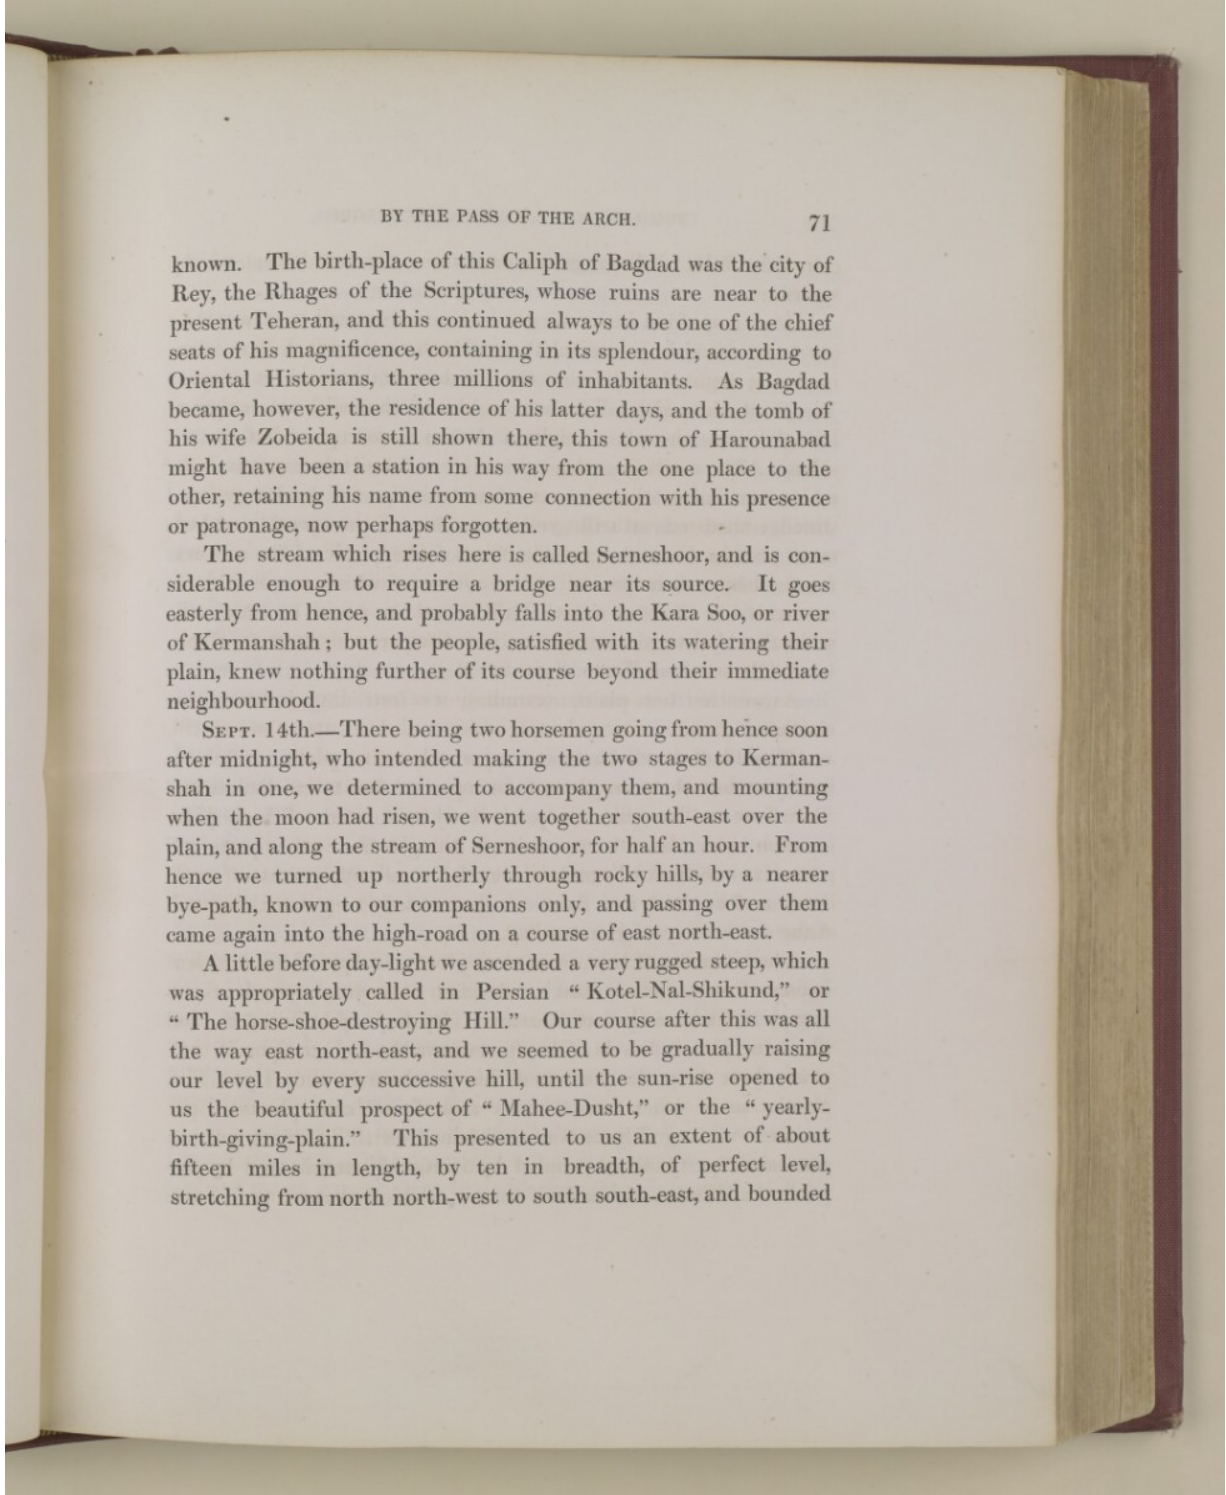 BY THE PASS OF THE ARCH. 71
known. The birth-place of this Caliph of Bagdad was the city of
Rey, the Rhages of the Scriptures, whose ruins are near to the
present Teheran, and this continued always to be one of the chief
seats of his magnificence, containing in its splendour, according to
Oriental Historians, three millions of inhabitants. As Bagdad
became, however, the residence of his latter days, and the tomb of
his wife Zobeida is still shown there, this town of Harounabad
might have been a station in his way from the one place to the
other, retaining his name from some connection with his presence
or patronage, now perhaps forgotten.
The stream which rises here is called Serneshoor, and is con-
siderable enough to require a bridge near its source. It goes
easterly from hence, and probably falls into the Kara Soo, or river
of Kermanshah; but the people, satisfied with its watering their
plain, knew nothing further of its course beyond their immediate
neighbourhood.
SEPT. 14th.—There being two horsemen going from hence soon
after midnight, who intended making the two stages to Kerman-
shah in one, we determined to accompany them, and mounting
when the moon had risen, we went together south-east over the
plain, and along the stream of Serneshoor, for half an hour. From
hence we turned up northerly through rocky hills, by a nearer
bye-path, known to our companions only, and passing over them
came again into the high-road on a course of east north-east.
A little before day-light we ascended a very rugged steep, which
was appropriately called in Persian “ Kotel-Nal-Shikund,” or
“ The horse-shoe-destroying Hill.” Our course after this was all
the way east north-east, and we seemed to be gradually raising
our level by every successive hill, until the sun-rise opened to
us the beautiful prospect of “ Mahee-Dusht,” or the “ yearly-
birth-giving-plain.” This presented to us an extent of about
fifteen miles in length, by ten in breadth, of perfect level,
stretching from north north-west to south south-east, and bounded